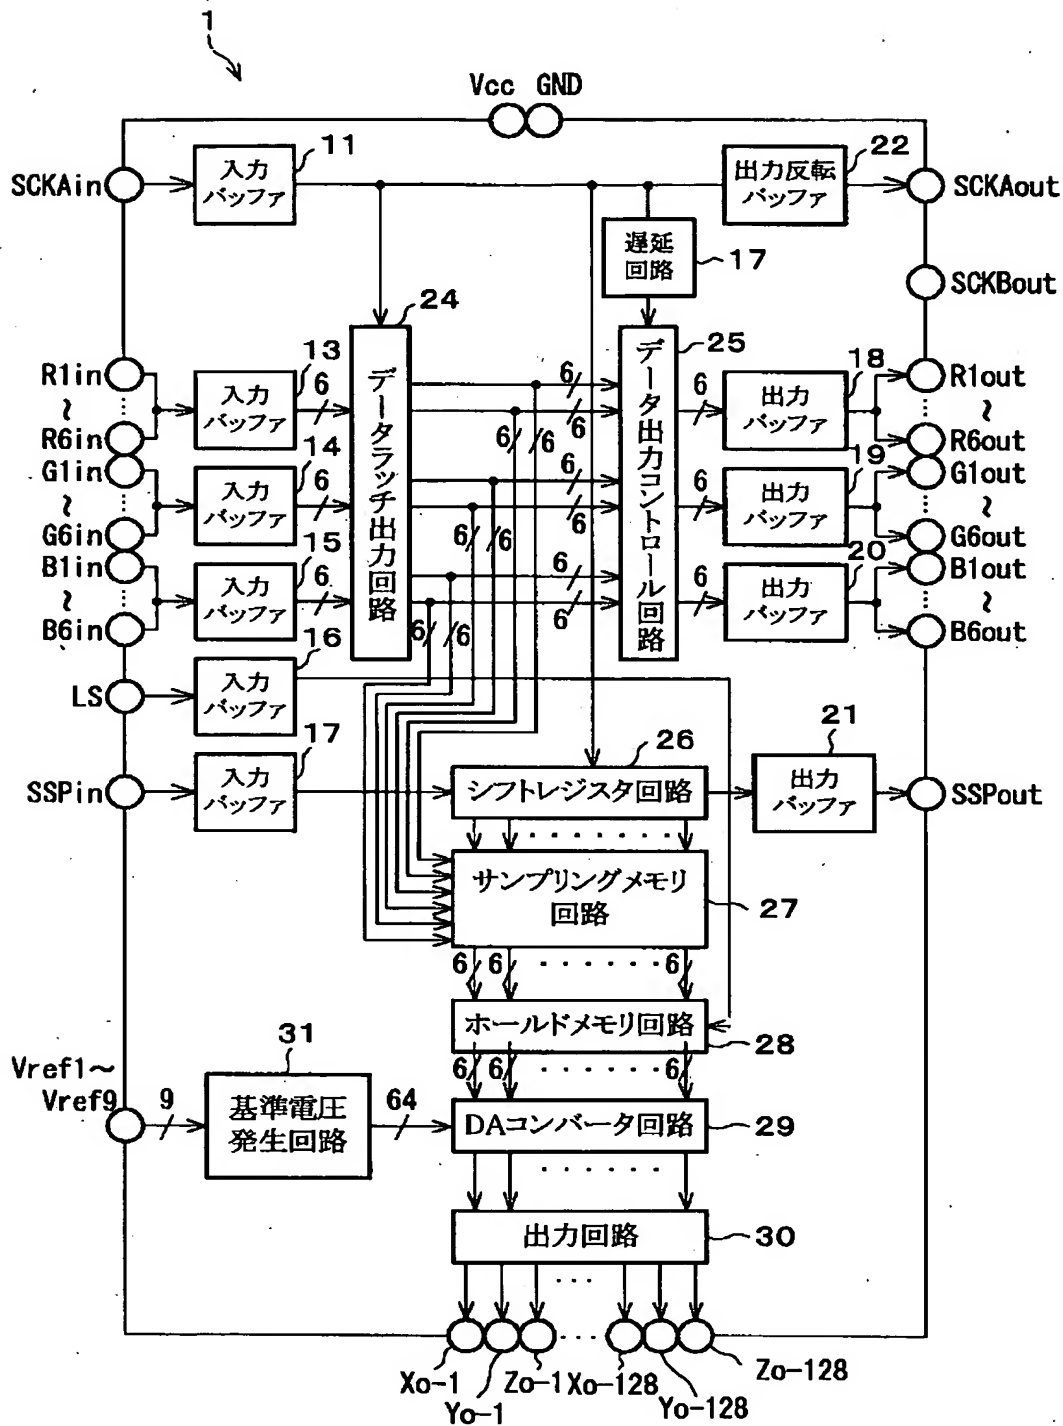 1
Vcc GND
SCKAin
入力
バッファ
11
出力反転
バッファ
22
SCKAout
遅延
回路
17
SCKBout
24
データラッチ出力回路
データ出力コントロール回路
25
R1in
~
R6in
入力
バッファ
13
6
6
6
6
6
6
出力
バッファ
18
R1out
~
R6out
G1in
~
G6in
入力
バッファ
14
6
6
6
6
6
6
出力
バッファ
19
G1out
~
G6out
B1in
~
B6in
入力
バッファ
15
6
6
6
6
6
6
出力
バッファ
20
B1out
~
B6out
LS
入力
バッファ
16
SSPin
入力
バッファ
17
シフトレジスタ回路
26
出力
バッファ
21
SSPout
サンプリングメモリ
回路
27
6 6 6
ホールドメモリ回路
28
6 6 6
Vref1~
Vref9
9
基準電圧
発生回路
31
64
DAコンバータ回路
29
出力回路
30
Xo-1
Yo-1
Zo-1
Xo-128
Yo-128
Zo-128